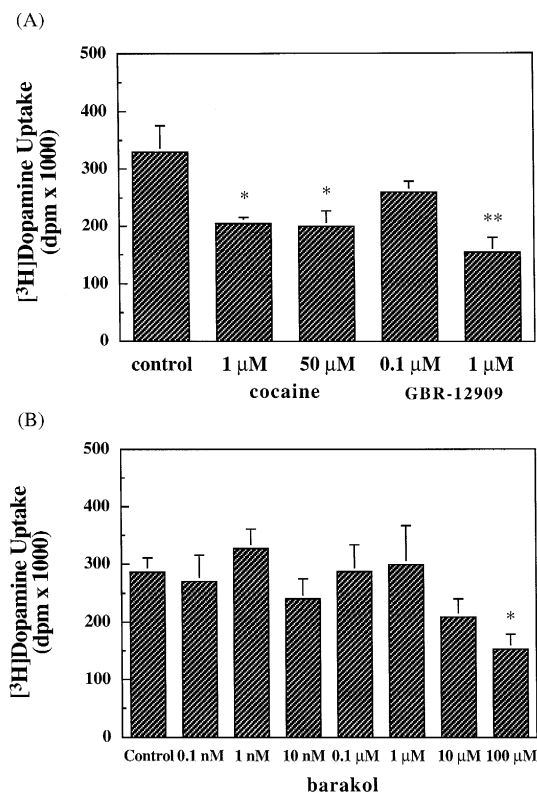 (A)
500
400
300
200
100
0
[³H]Dopamine Uptake
(dpm x 1000)
*
*
**
control 1 μM 50 μM 0.1 μM 1 μM
cocaine GBR-12909
(B)
500
400
300
200
100
0
[³H]Dopamine Uptake
(dpm x 1000)
*
Control 0.1 nM 1 nM 10 nM 0.1 μM 1 μM 10 μM 100 μM
barakol